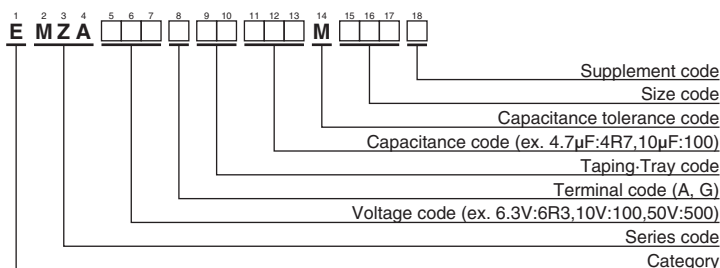 1 2 3 4 5 6 7 8 9 10 11 12 13 14 15 16 17 18
E MZA M
Supplement code
Size code
Capacitance tolerance code
Capacitance code (ex. 4.7μF:4R7,10μF:100)
Taping·Tray code
Terminal code (A, G)
Voltage code (ex. 6.3V:6R3,10V:100,50V:500)
Series code
Category